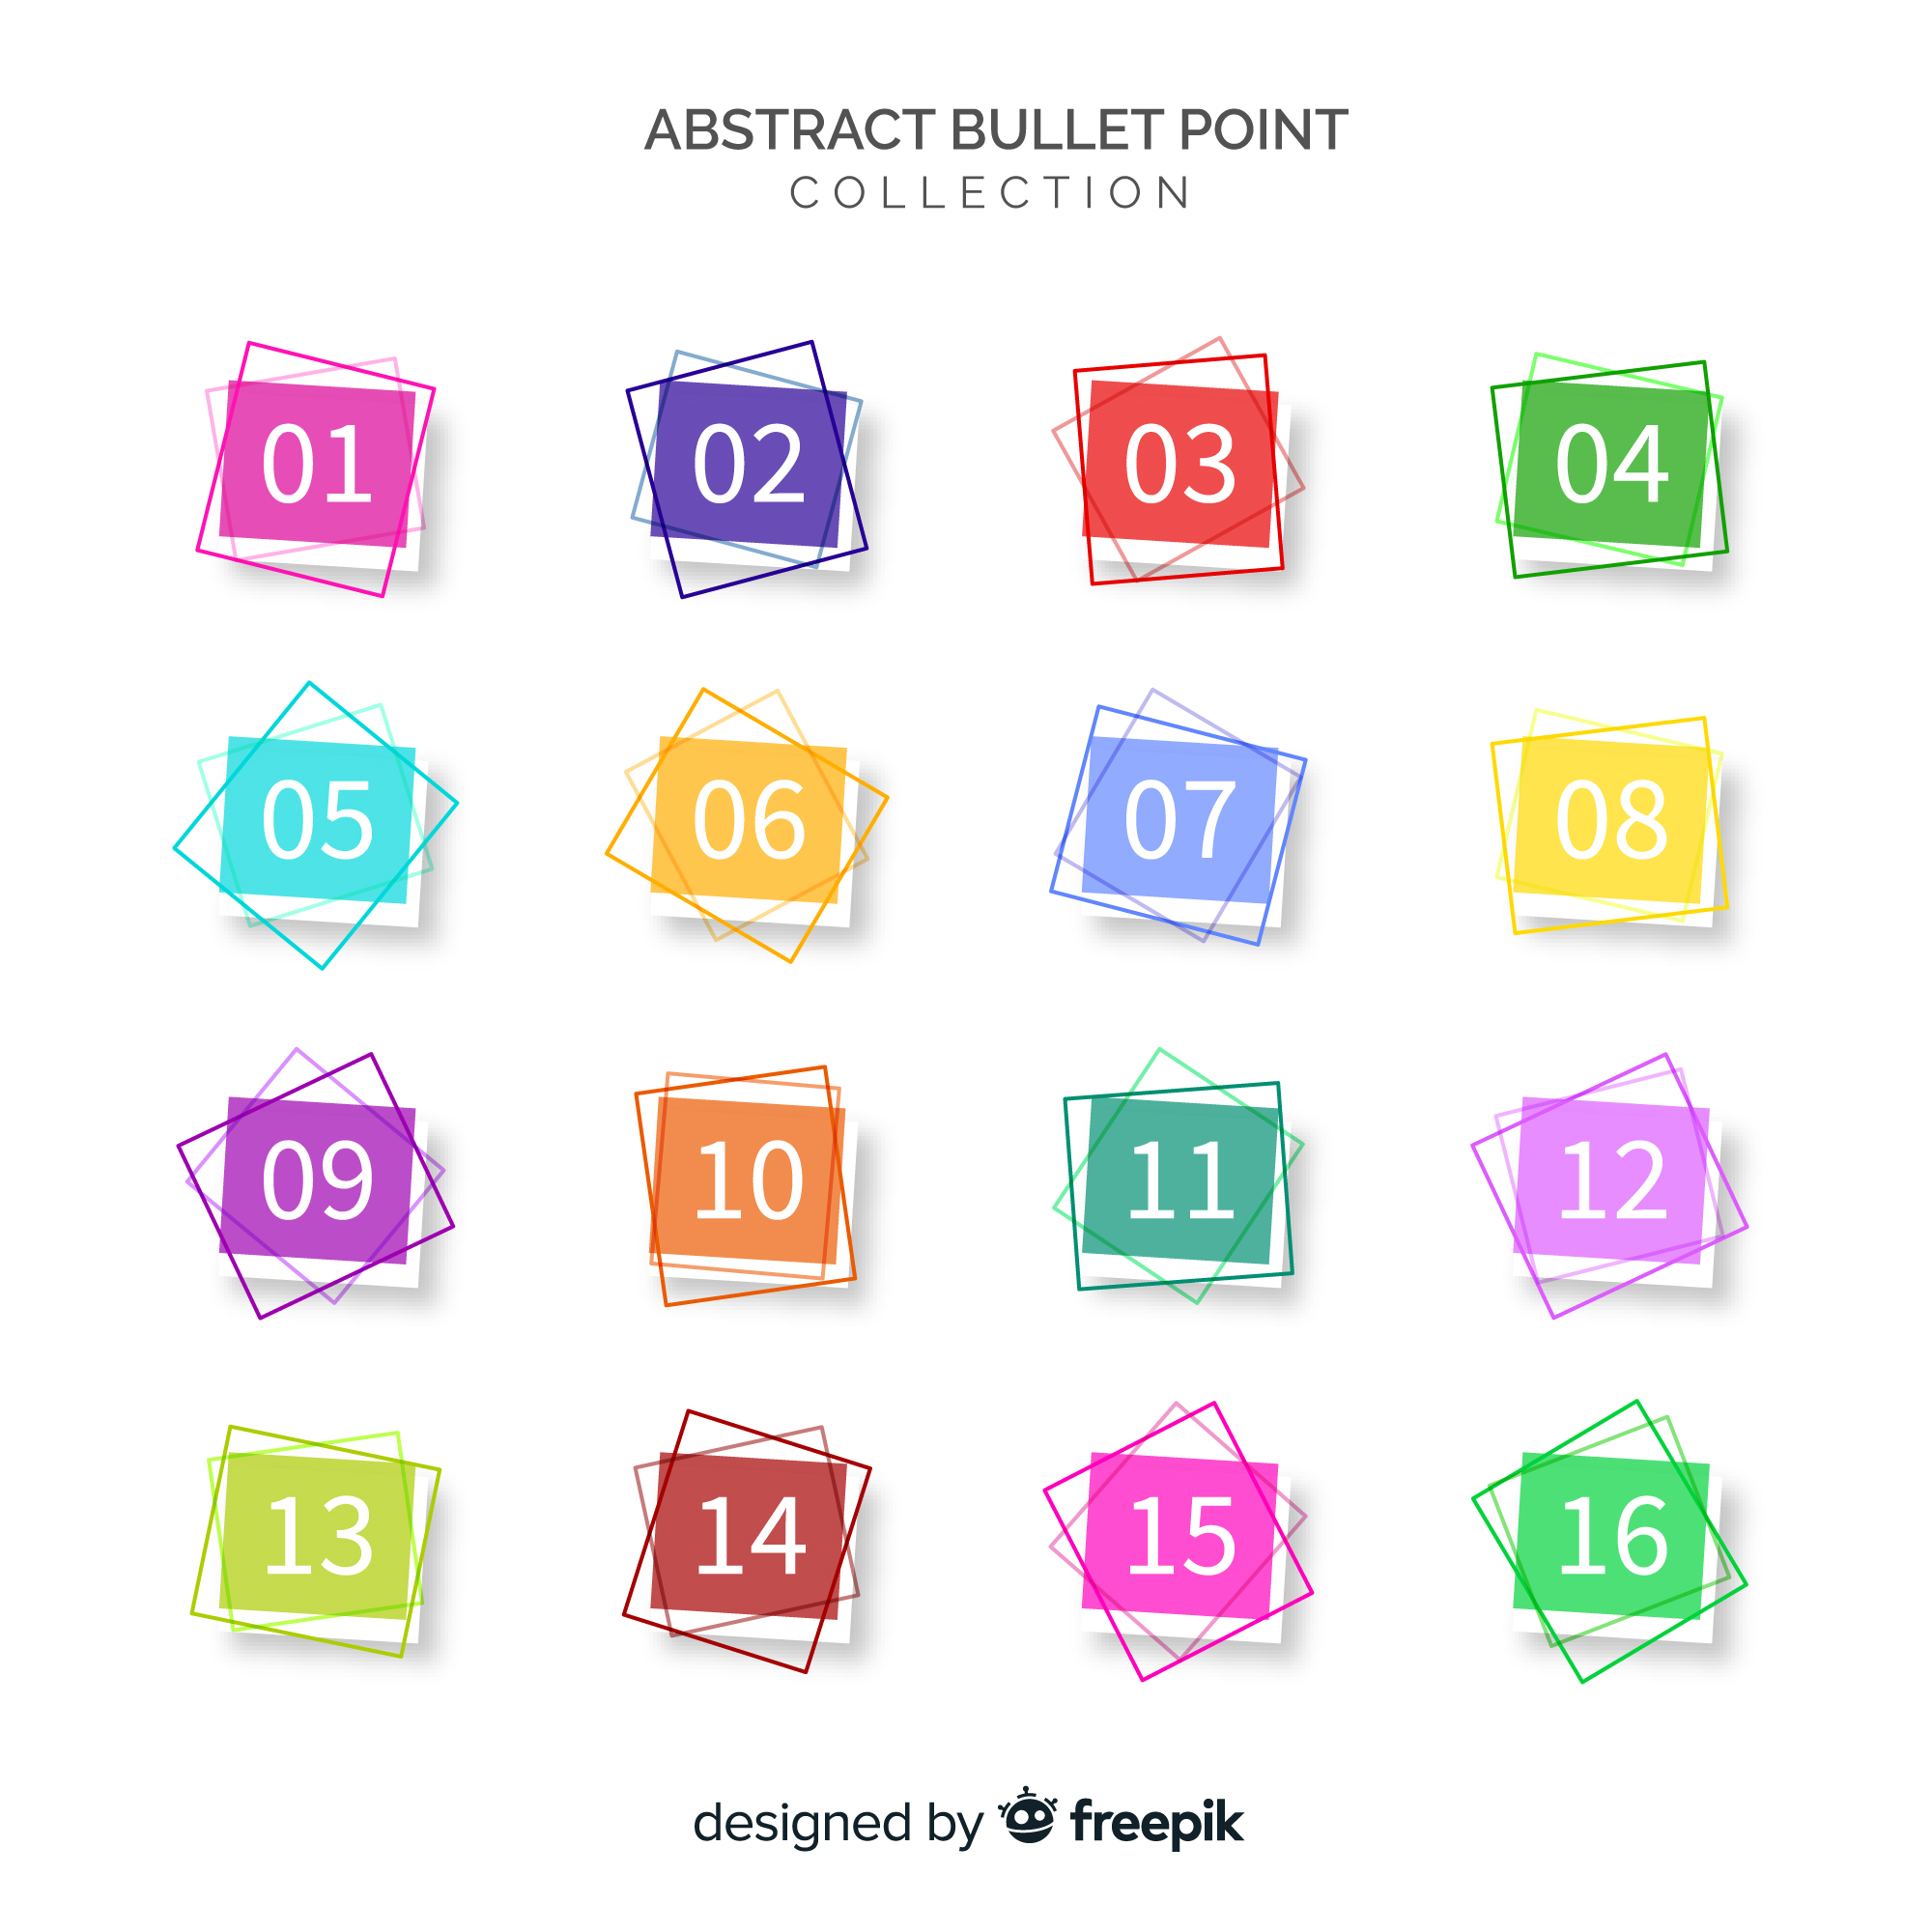 ABSTRACT BULLET POINT
COLLECTION
01 02 03 04
05 06 07 08
09 10 11 12
13 14 15 16
designed by freepik